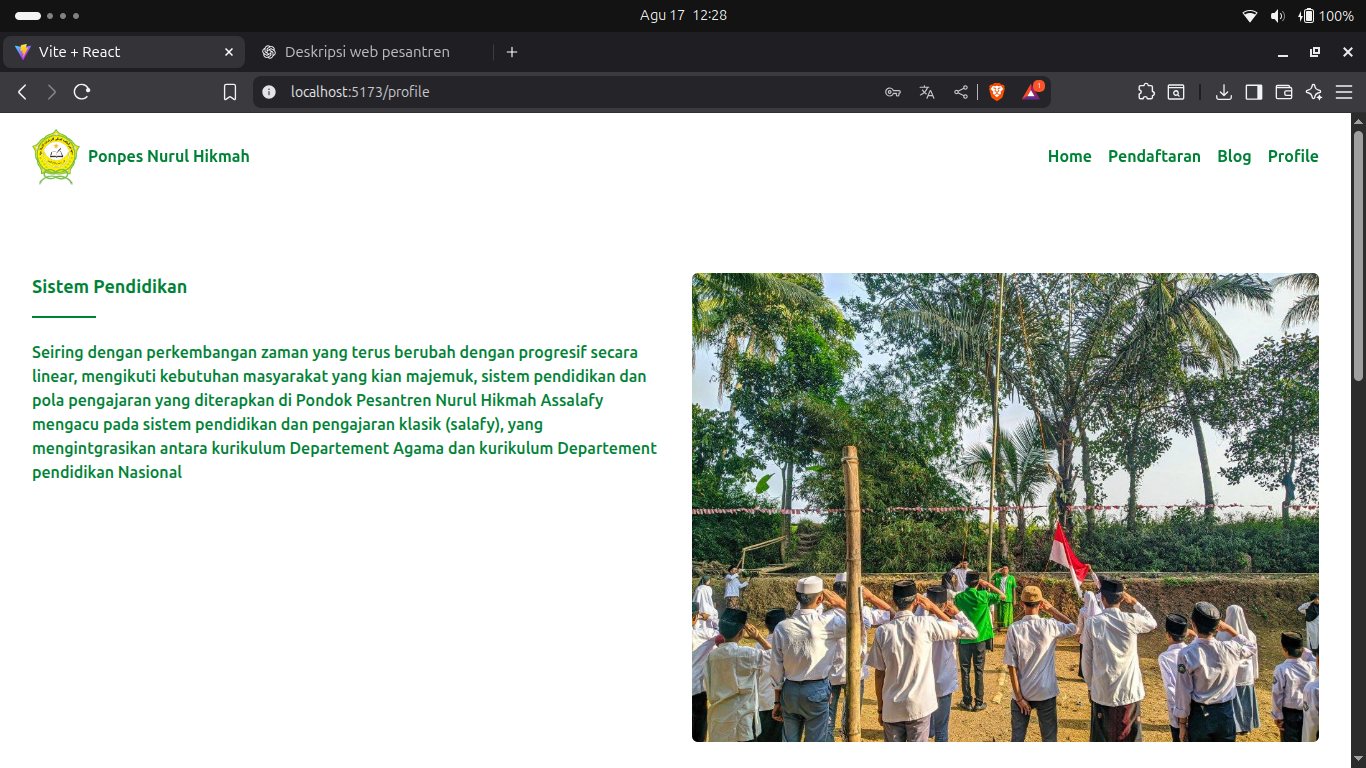 Agu 17 12:28
100%
Vite + React
Deskripsi web pesantren
localhost:5173/profile
1
Ponpes Nurul Hikmah
Home Pendaftaran Blog Profile
Sistem Pendidikan
Seiring dengan perkembangan zaman yang terus berubah dengan progresif secara
linear, mengikuti kebutuhan masyarakat yang kian majemuk, sistem pendidikan dan
pola pengajaran yang diterapkan di Pondok Pesantren Nurul Hikmah Assalafy
mengacu pada sistem pendidikan dan pengajaran klasik (salafy), yang
mengintgrasikan antara kurikulum Departement Agama dan kurikulum Departement
pendidikan Nasional